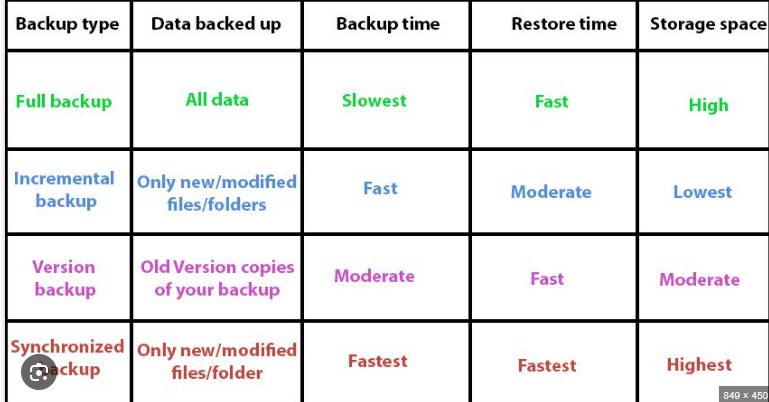 Backup type Data backed up Backup time Restore time Storage space
Full backup All data Slowest Fast High
Incremental
backup
Only new/modified
files/folders
Fast Moderate Lowest
Version
backup
Old Version copies
of your backup
Moderate Fast Moderate
Synchronized
backup
Only new/modified
files/folder
Fastest Fastest Highest
849 × 450